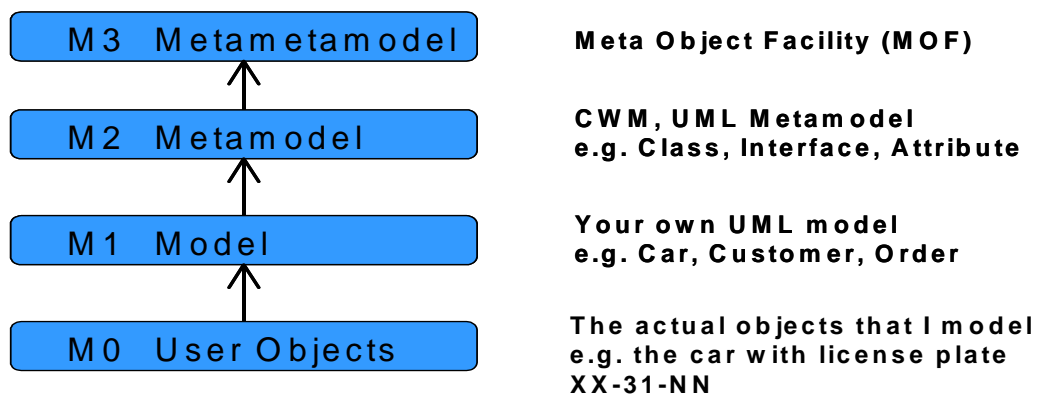 M3 Metametamodel
Meta Object Facility (MOF)
M2 Metamodel
CWM, UML Metamodel
e.g. Class, Interface, Attribute
M1 Model
Your own UML model
e.g. Car, Customer, Order
M0 User Objects
The actual objects that I model
e.g. the car with license plate
XX-31-NN